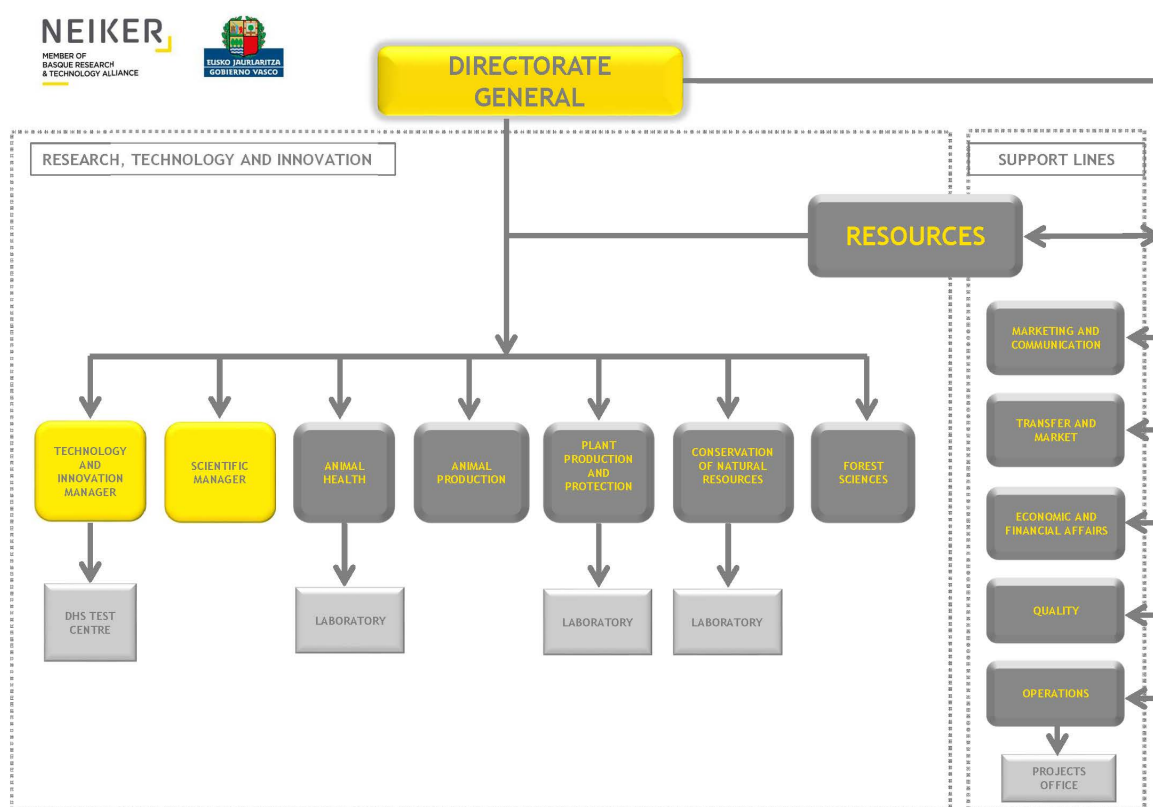 NEIKER
MEMBER OF
BASQUE RESEARCH
& TECHNOLOGY ALLIANCE
EUSKO JAURLARITZA
GOBIERNO VASCO
DIRECTORATE
GENERAL
RESEARCH, TECHNOLOGY AND INNOVATION
SUPPORT LINES
RESOURCES
MARKETING AND
COMMUNICATION
TRANSFER AND
MARKET
ECONOMIC AND
FINANCIAL AFFAIRS
QUALITY
OPERATIONS
PROJECTS
OFFICE
TECHNOLOGY
AND
INNOVATION
MANAGER
SCIENTIFIC
MANAGER
ANIMAL
HEALTH
ANIMAL
PRODUCTION
PLANT
PRODUCTION
AND
PROTECTION
CONSERVATION
OF NATURAL
RESOURCES
FOREST
SCIENCES
DHS TEST
CENTRE
LABORATORY
LABORATORY
LABORATORY